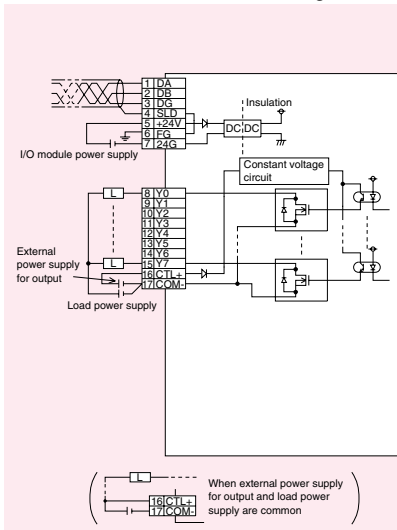 1 DA
2 DB
3 DG
4 SLD
5 +24V
6 FG
7 24G
Insulation
DC DC
I/O module power supply
Constant voltage
circuit
L
8 Y0
9 Y1
10 Y2
11 Y3
12 Y4
13 Y5
14 Y6
15 Y7
16 CTL+
17 COM-
L
External
power supply
for output
Load power supply
L
16 CTL+
17 COM-
When external power supply
for output and load power
supply are common